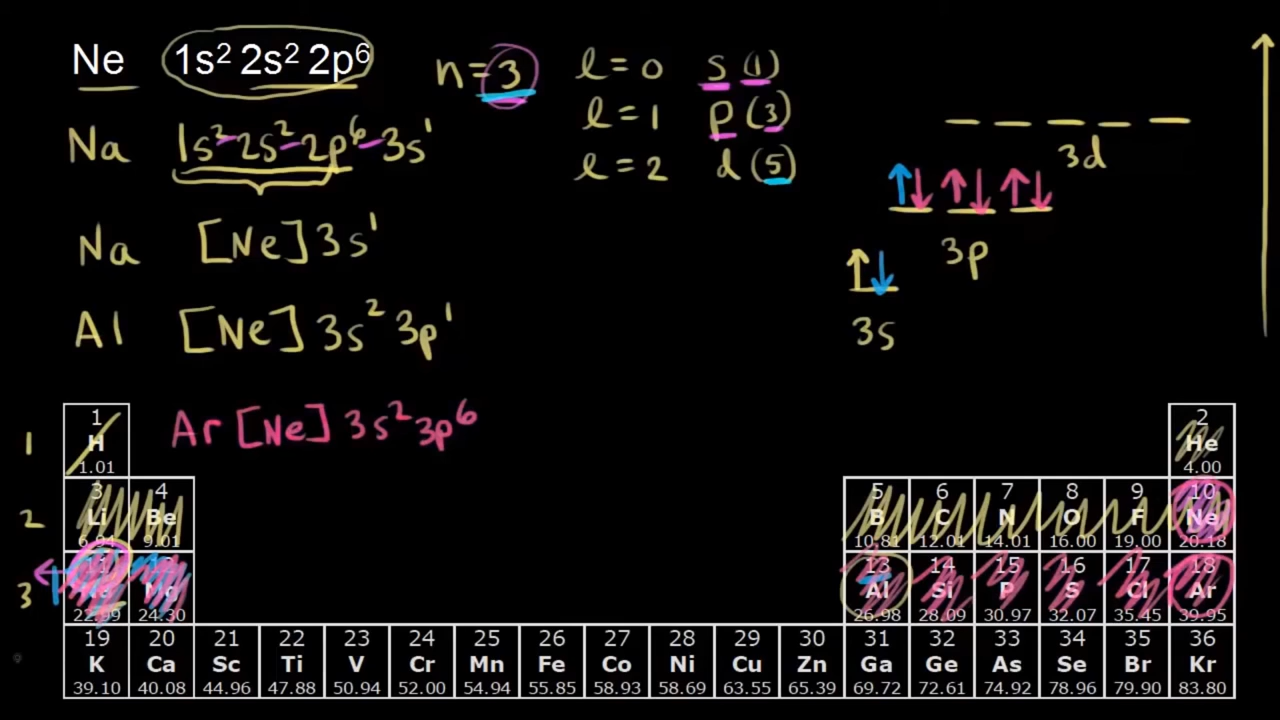 Ne 1s² 2s² 2p⁶
n=3
l=0 s (1)
l=1 p (3)
l=2 d (5)
Na 1s²-2s²-2p⁶-3s¹
Na [Ne] 3s¹
Al [Ne] 3s² 3p¹
Ar [Ne] 3s² 3p⁶
3d
3p
3s
1
2
3
1 2
H He
1.01 4.00
3 4 5 6 7 8 9 10
Li Be B C N O F Ne
6.94 9.01 10.81 12.01 14.01 16.00 19.00 20.18
11 13 14 15 16 17 18
Al Si P S Cl Ar
22.99 24.30 26.98 28.09 30.97 32.07 35.45 39.95
19 20 21 22 23 24 25 26 27 28 29 30 31 32 33 34 35 36
K Ca Sc Ti V Cr Mn Fe Co Ni Cu Zn Ga Ge As Se Br Kr
39.10 40.08 44.96 47.88 50.94 52.00 54.94 55.85 58.93 58.69 63.55 65.39 69.72 72.61 74.92 78.96 79.90 83.80